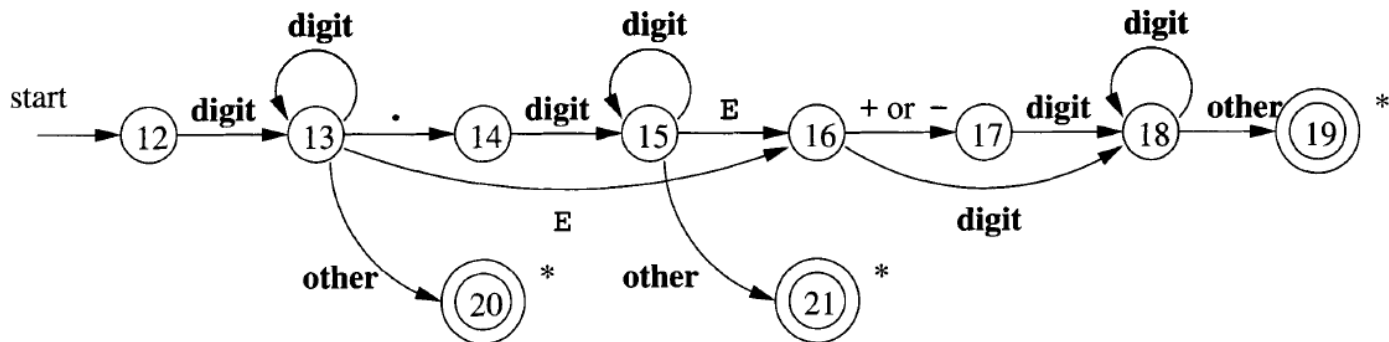 digit digit digit
start digit . digit E + or − digit other *
12 13 14 15 16 17 18 19
E digit
other * other *
20 21